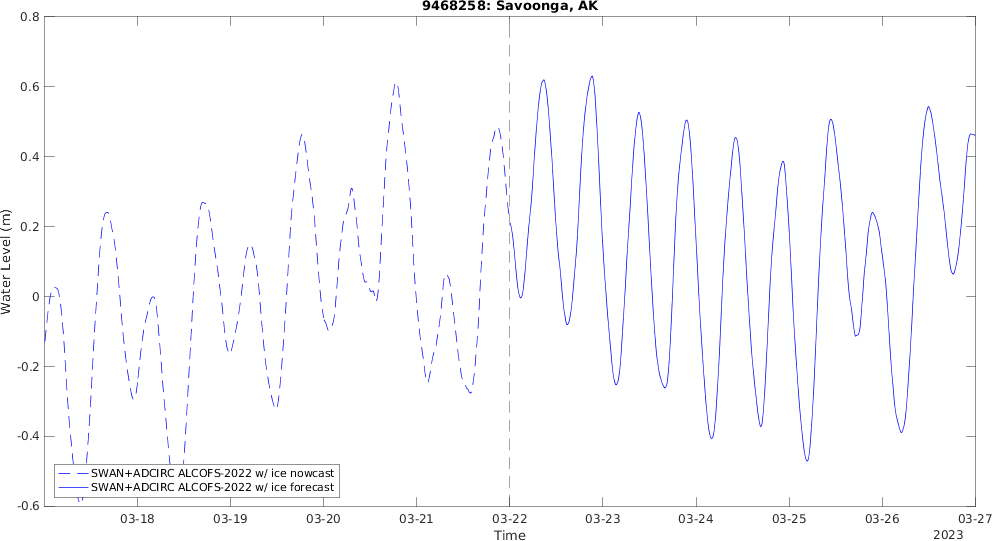 9468258: Savoonga, AK
0.8
0.6
0.4
0.2
0
-0.2
-0.4
-0.6
Water Level (m)
SWAN+ADCIRC ALCOFS-2022 w/ ice nowcast
SWAN+ADCIRC ALCOFS-2022 w/ ice forecast
03-18 03-19 03-20 03-21 03-22 03-23 03-24 03-25 03-26 03-27
Time
2023